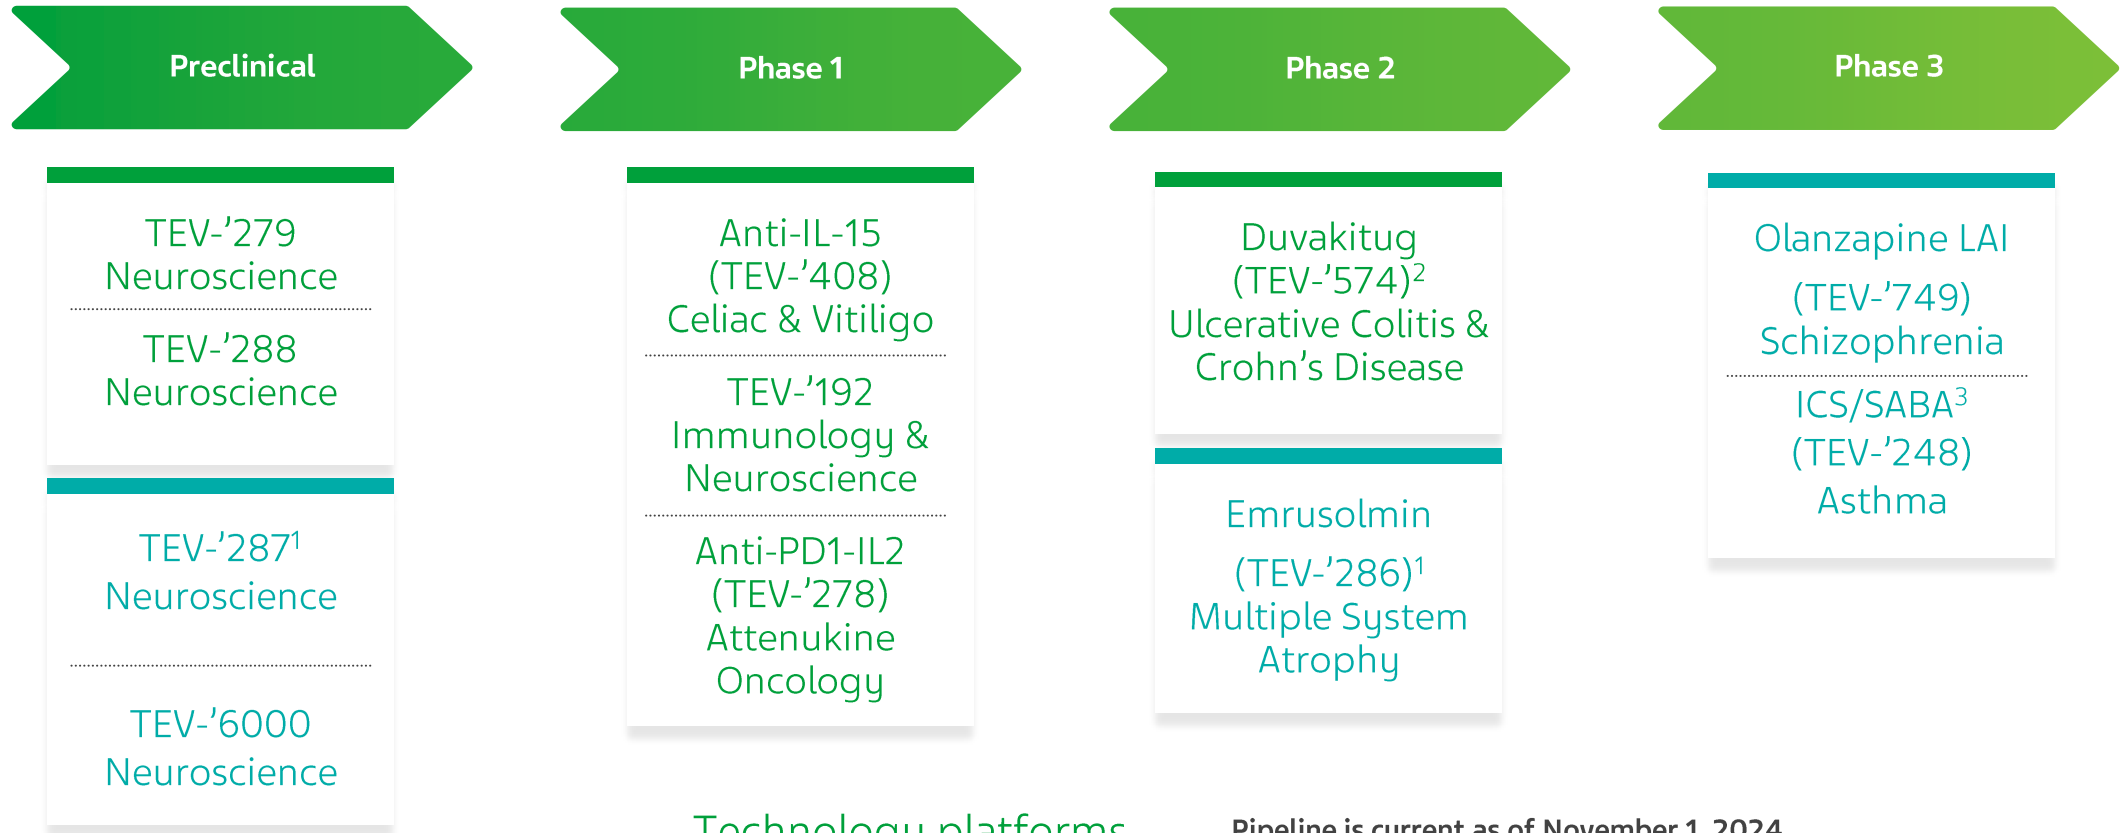 Preclinical
TEV-’279
Neuroscience
TEV-’288
Neuroscience
TEV-’287¹
Neuroscience
TEV-’6000
Neuroscience
Phase 1
Anti-IL-15
(TEV-’408)
Celiac & Vitiligo
TEV-’192
Immunology &
Neuroscience
Anti-PD1-IL2
(TEV-’278)
Attenukine
Oncology
Phase 2
Duvakitug
(TEV-’574)²
Ulcerative Colitis &
Crohn’s Disease
Emrusolmin
(TEV-’286)¹
Multiple System
Atrophy
Phase 3
Olanzapine LAI
(TEV-’749)
Schizophrenia
ICS/SABA³
(TEV-’248)
Asthma
Technology platforms
Pipeline is current as of November 1, 2024